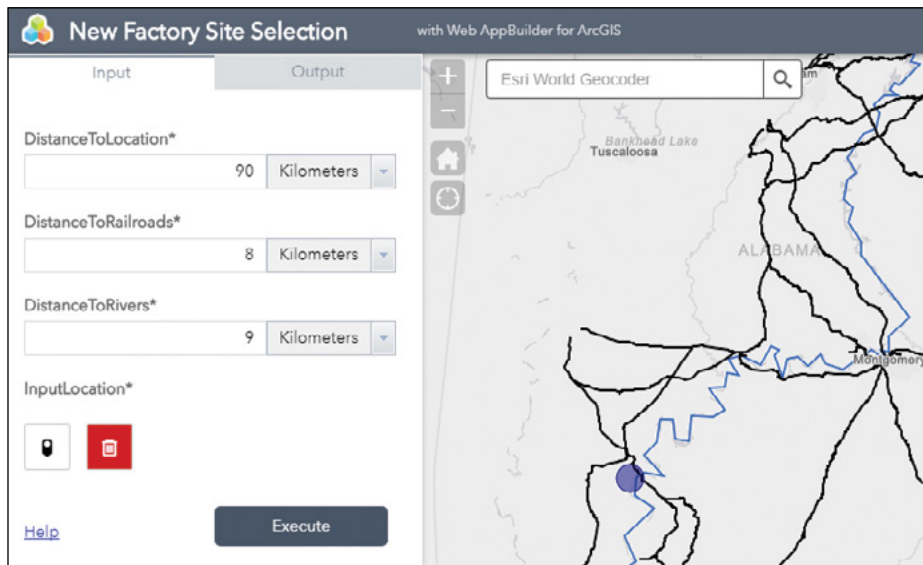 New Factory Site Selection with Web AppBuilder for ArcGIS
Input Output
DistanceToLocation*
90 Kilometers
DistanceToRailroads*
8 Kilometers
DistanceToRivers*
9 Kilometers
InputLocation*
Help
Execute
+
−
Esri World Geocoder
am
Bankhead Lake
Tuscaloosa
ALABAMA
Montgomery